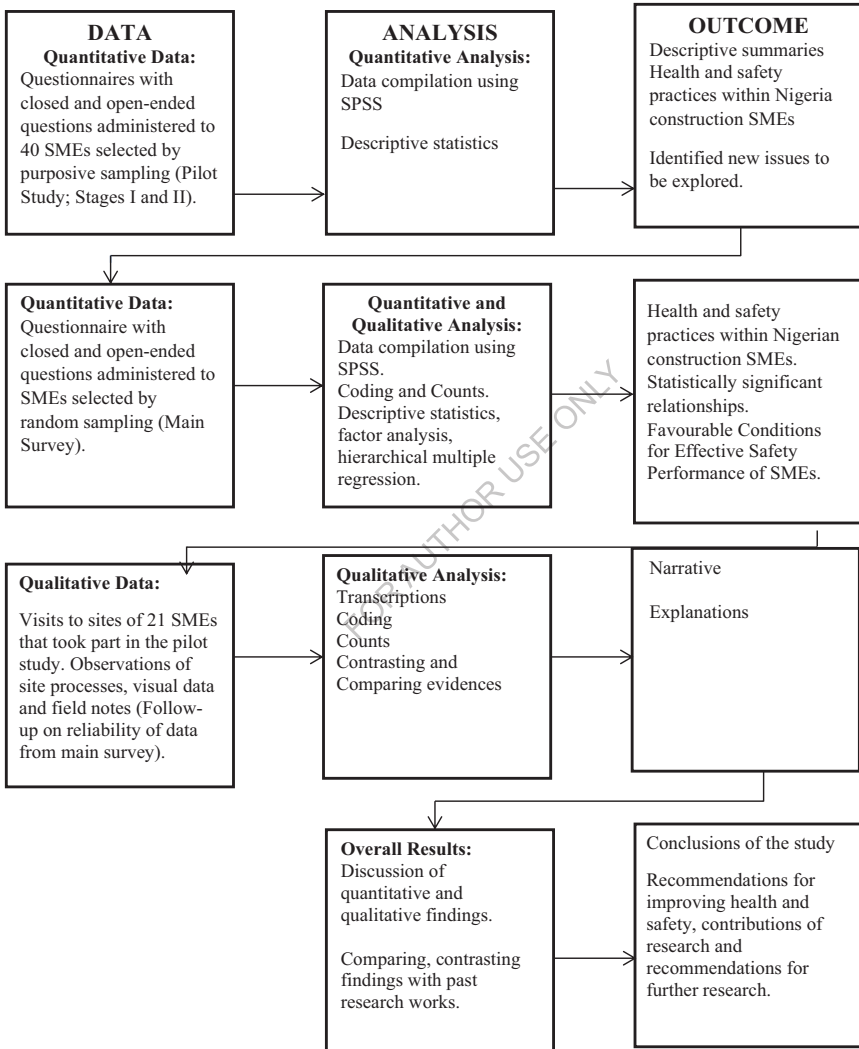 DATA
Quantitative Data:
Questionnaires with
closed and open-ended
questions administered to
40 SMEs selected by
purposive sampling (Pilot
Study; Stages I and II).
ANALYSIS
Quantitative Analysis:
Data compilation using
SPSS
Descriptive statistics
OUTCOME
Descriptive summaries
Health and safety
practices within Nigeria
construction SMEs
Identified new issues to
be explored.
Quantitative Data:
Questionnaire with
closed and open-ended
questions administered to
SMEs selected by
random sampling (Main
Survey).
Quantitative and
Qualitative Analysis:
Data compilation using
SPSS.
Coding and Counts.
Descriptive statistics,
factor analysis,
hierarchical multiple
regression.
Health and safety
practices within Nigerian
construction SMEs.
Statistically significant
relationships.
Favourable Conditions
for Effective Safety
Performance of SMEs.
Qualitative Data:
Visits to sites of 21 SMEs
that took part in the pilot
study. Observations of
site processes, visual data
and field notes (Follow-
up on reliability of data
from main survey).
Qualitative Analysis:
Transcriptions
Coding
Counts
Contrasting and
Comparing evidences
Narrative
Explanations
Overall Results:
Discussion of
quantitative and
qualitative findings.
Comparing, contrasting
findings with past
research works.
Conclusions of the study
Recommendations for
improving health and
safety, contributions of
research and
recommendations for
further research.
FOR AUTHOR USE ONLY